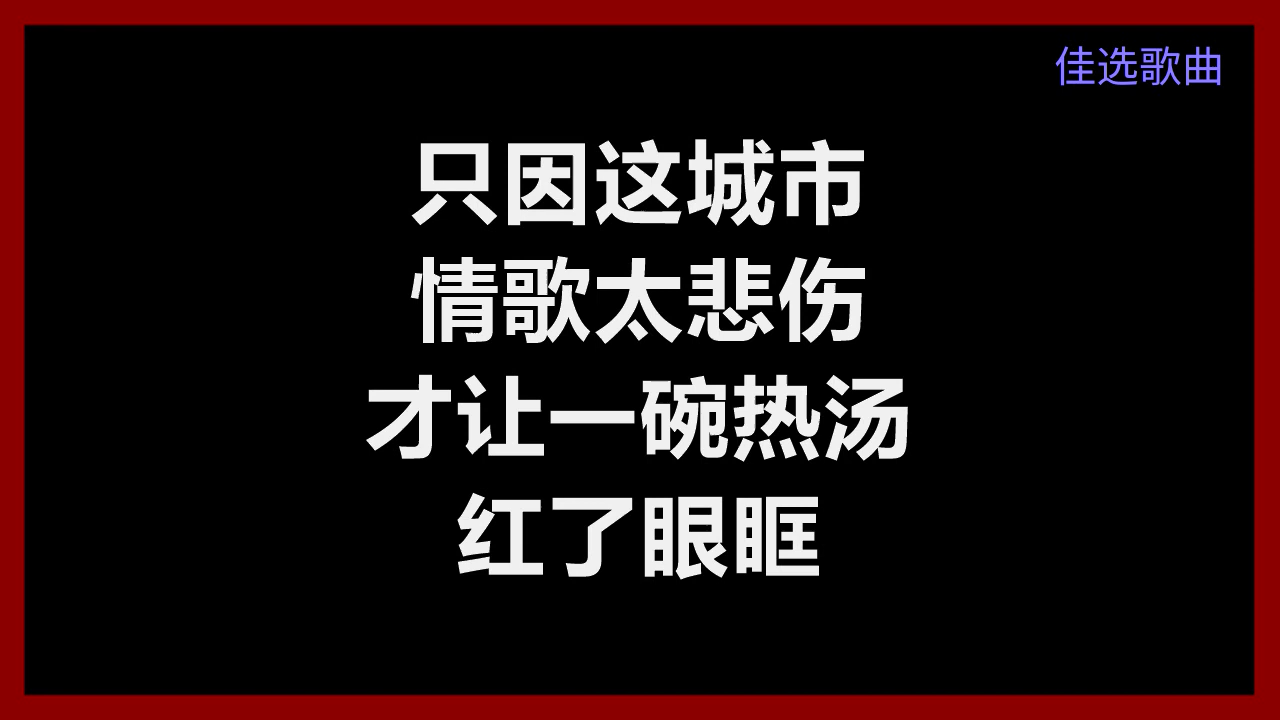 佳选歌曲
只因这城市
情歌太悲伤
才让一碗热汤
红了眼眶